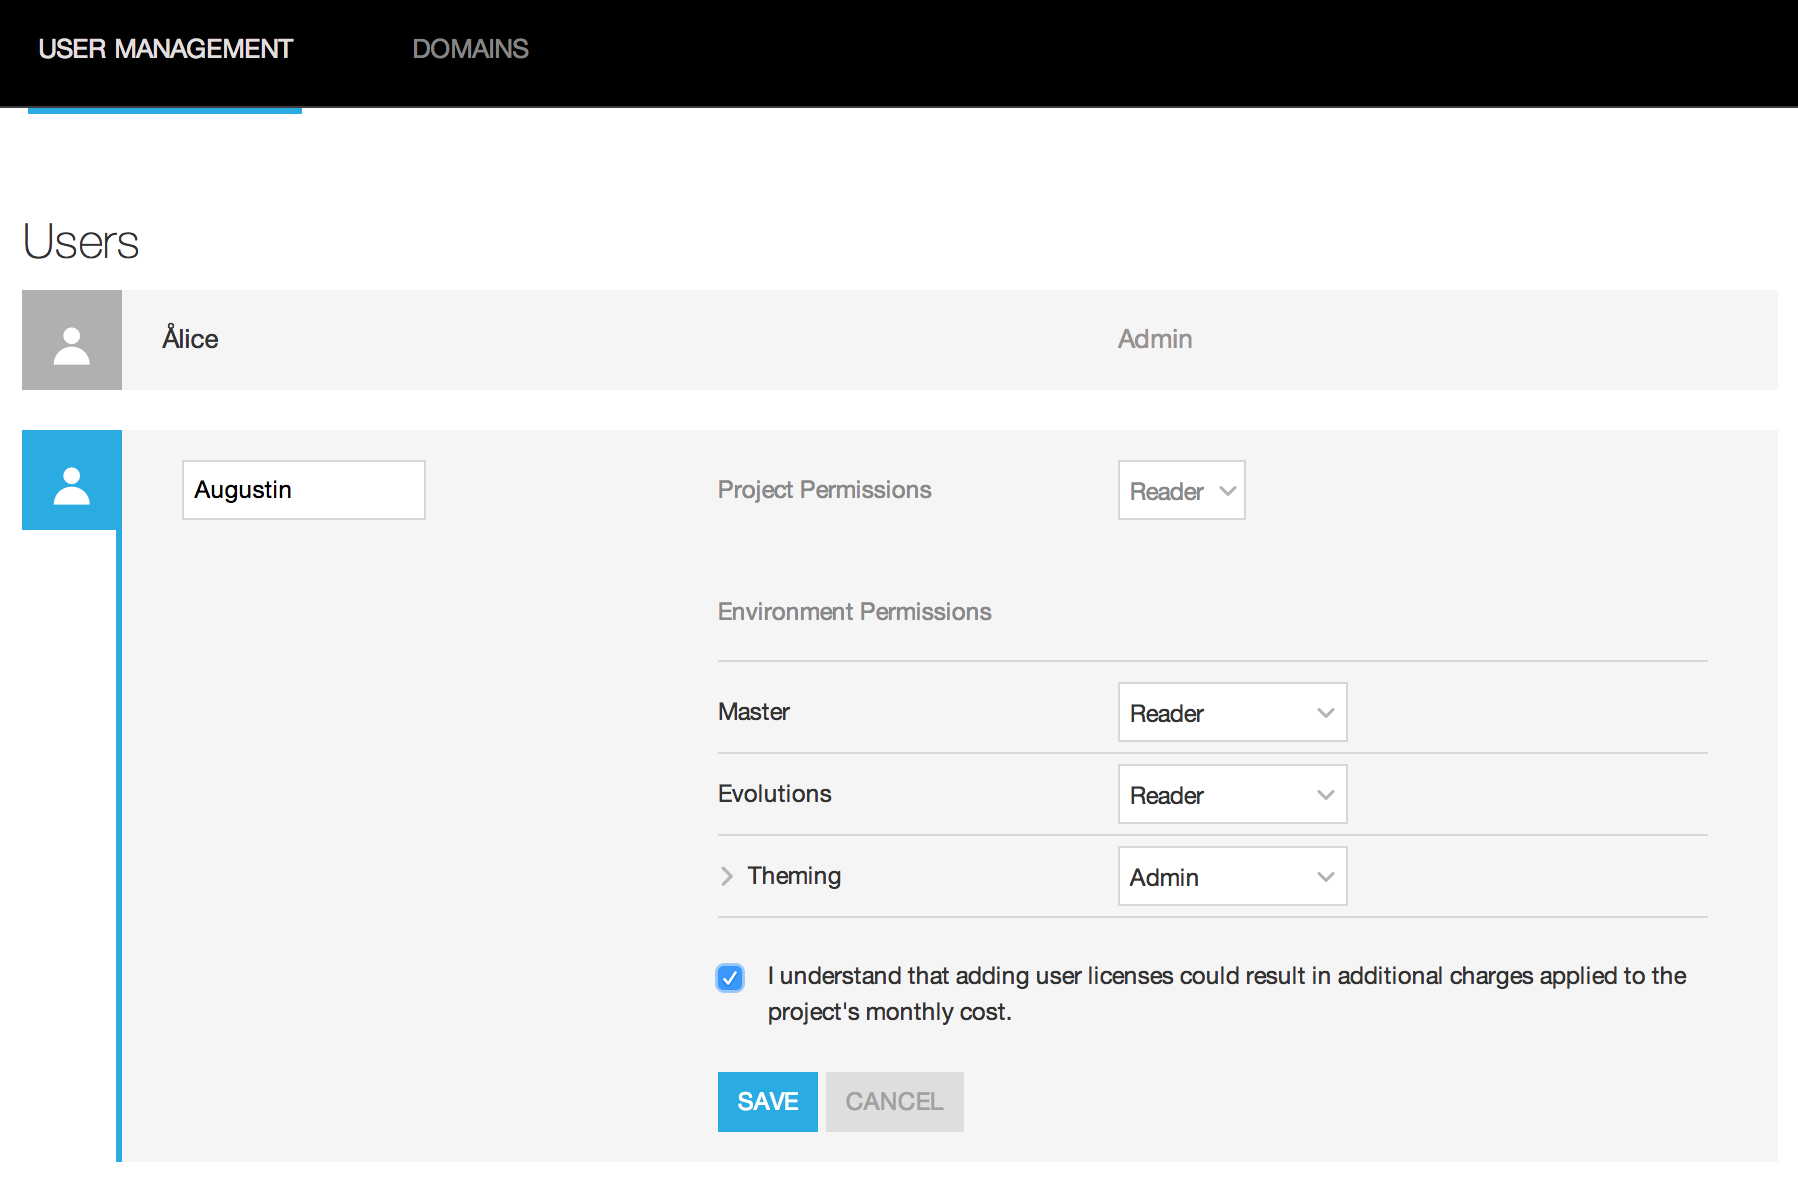 USER MANAGEMENT DOMAINS
Users
Ålice Admin
Augustin Project Permissions Reader
Environment Permissions
Master Reader
Evolutions Reader
Theming Admin
I understand that adding user licenses could result in additional charges applied to the
project's monthly cost.
SAVE CANCEL